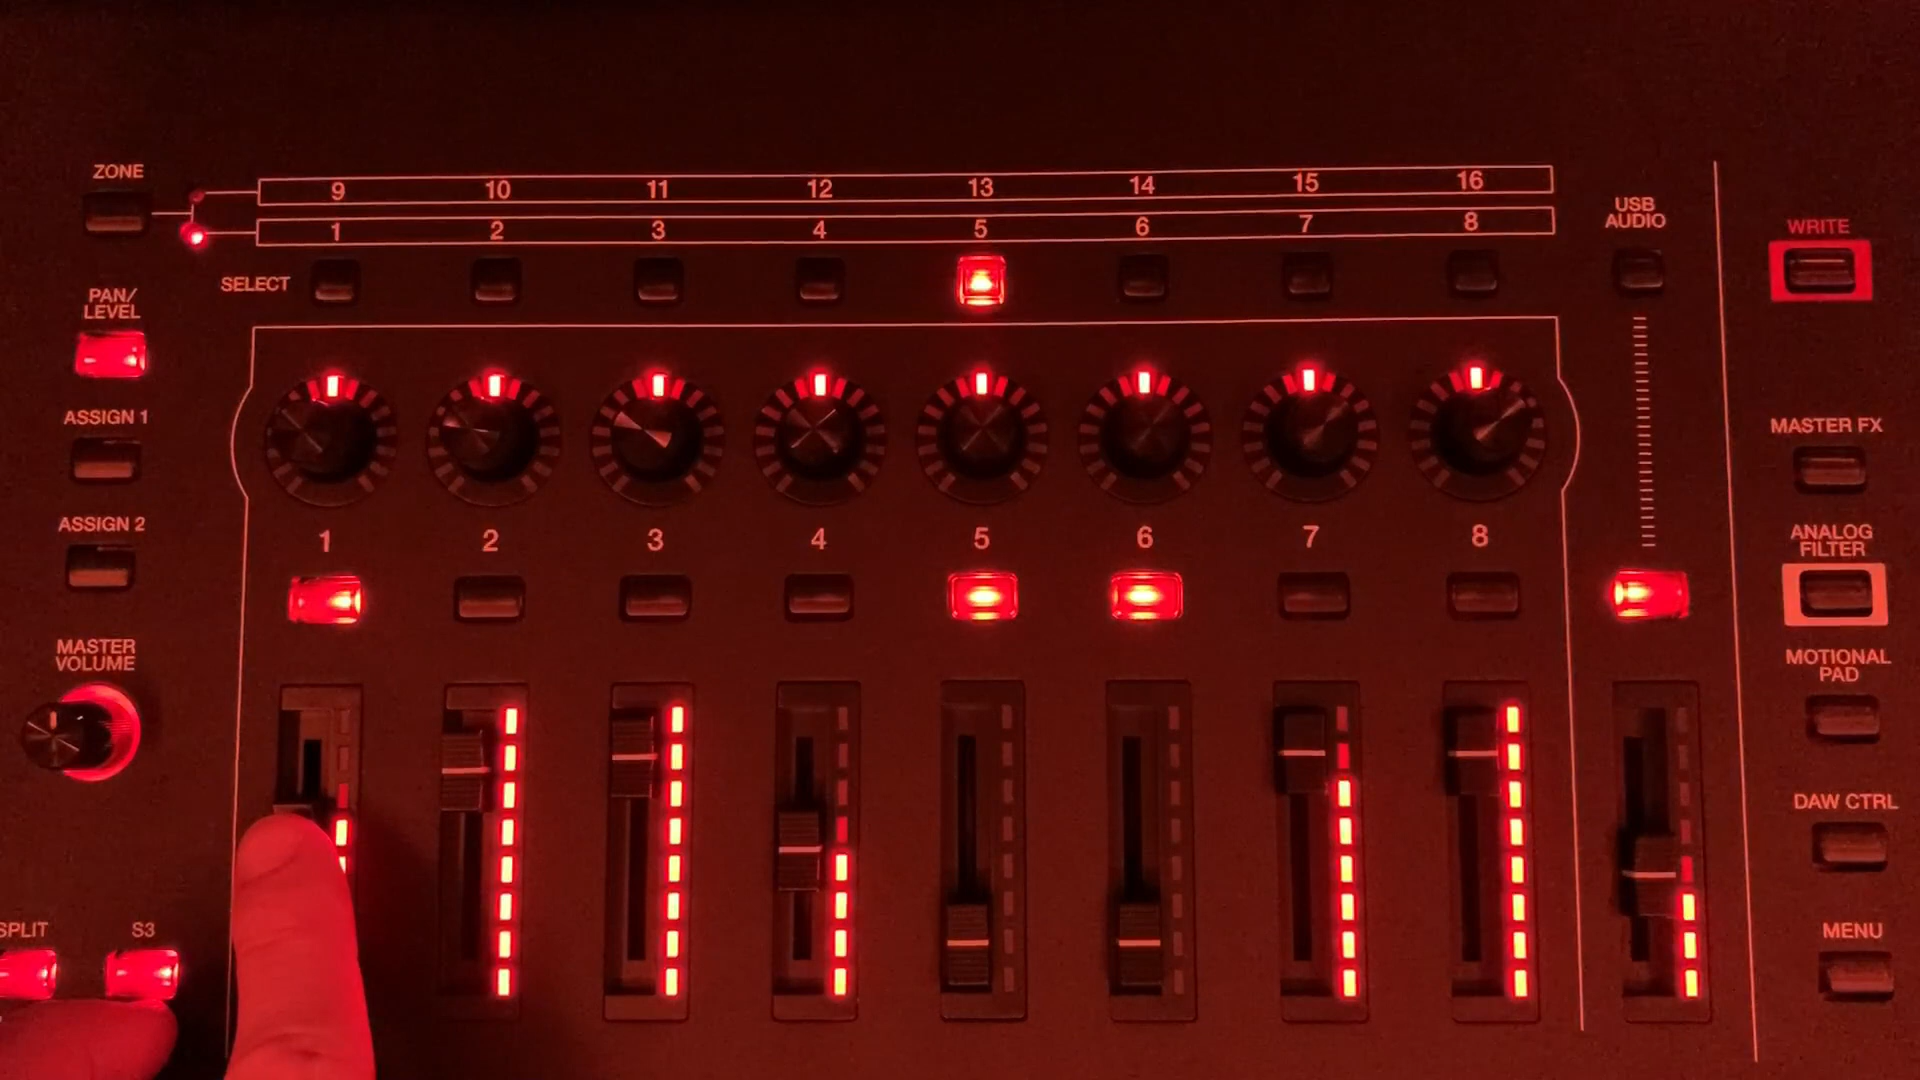 ZONE
9 10 11 12 13 14 15 16
1 2 3 4 5 6 7 8
SELECT
USB
AUDIO
WRITE
PAN/
LEVEL
ASSIGN 1
ASSIGN 2
MASTER
VOLUME
SPLIT
S3
1 2 3 4 5 6 7 8
MASTER FX
ANALOG
FILTER
MOTIONAL
PAD
DAW CTRL
MENU